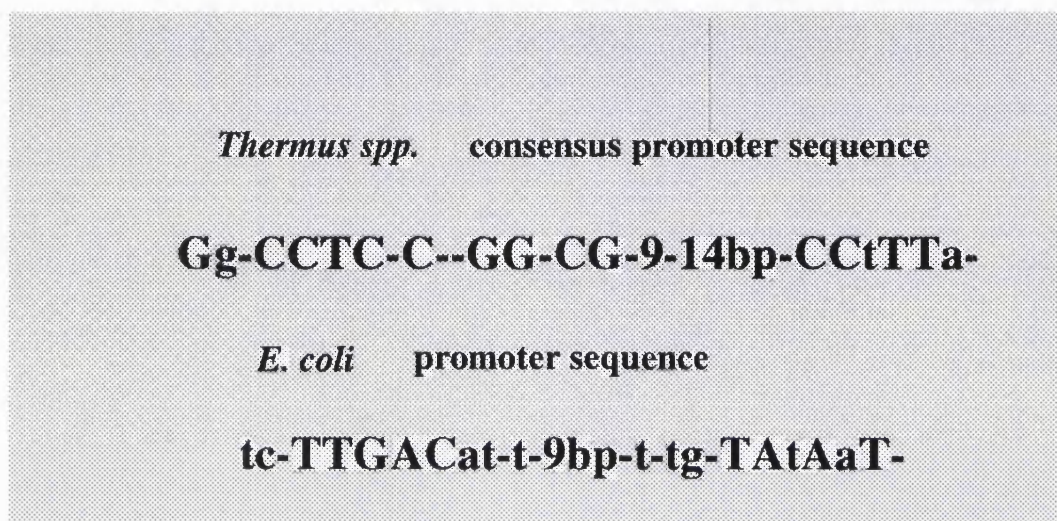 Thermus spp. consensus promoter sequence
Gg-CCTC-C--GG-CG-9-14bp-CCtTTa-
E. coli promoter sequence
tc-TTGACat-t-9bp-t-tg-TAtAaT-